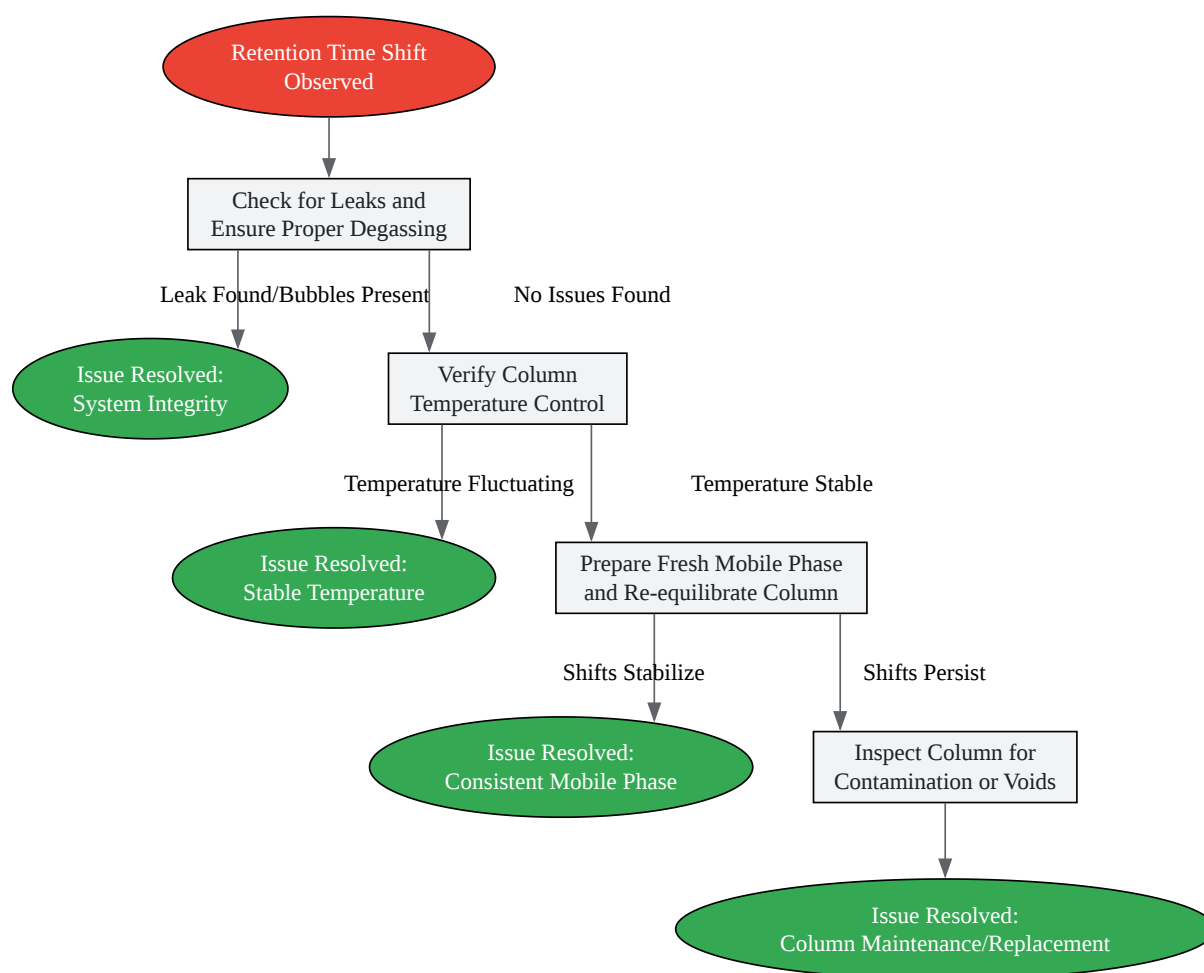 Retention Time Shift
Observed
Check for Leaks and
Ensure Proper Degassing
Leak Found/Bubbles Present
No Issues Found
Issue Resolved:
System Integrity
Verify Column
Temperature Control
Temperature Fluctuating
Temperature Stable
Issue Resolved:
Stable Temperature
Prepare Fresh Mobile Phase
and Re-equilibrate Column
Shifts Stabilize
Shifts Persist
Issue Resolved:
Consistent Mobile Phase
Inspect Column for
Contamination or Voids
Issue Resolved:
Column Maintenance/Replacement